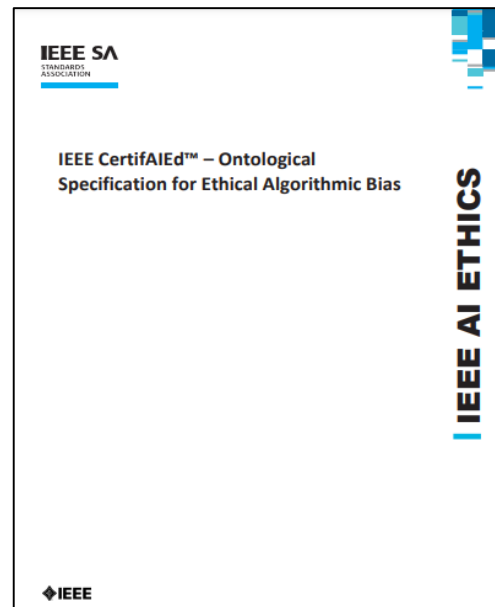 IEEE SA
STANDARDS
ASSOCIATION
IEEE CertifAIEd™ – Ontological
Specification for Ethical Algorithmic Bias
IEEE AI ETHICS
IEEE